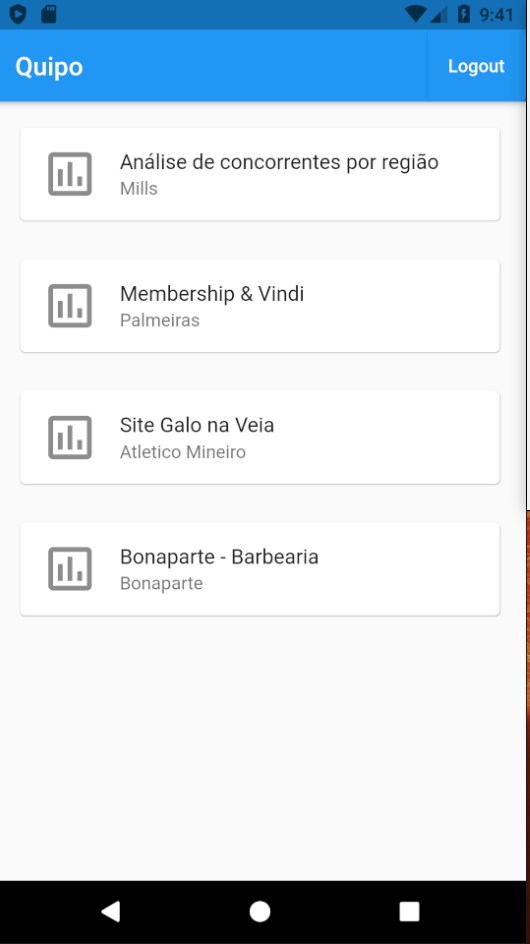 9:41
Quipo
Logout
Análise de concorrentes por região
Mills
Membership & Vindi
Palmeiras
Site Galo na Veia
Atletico Mineiro
Bonaparte - Barbearia
Bonaparte